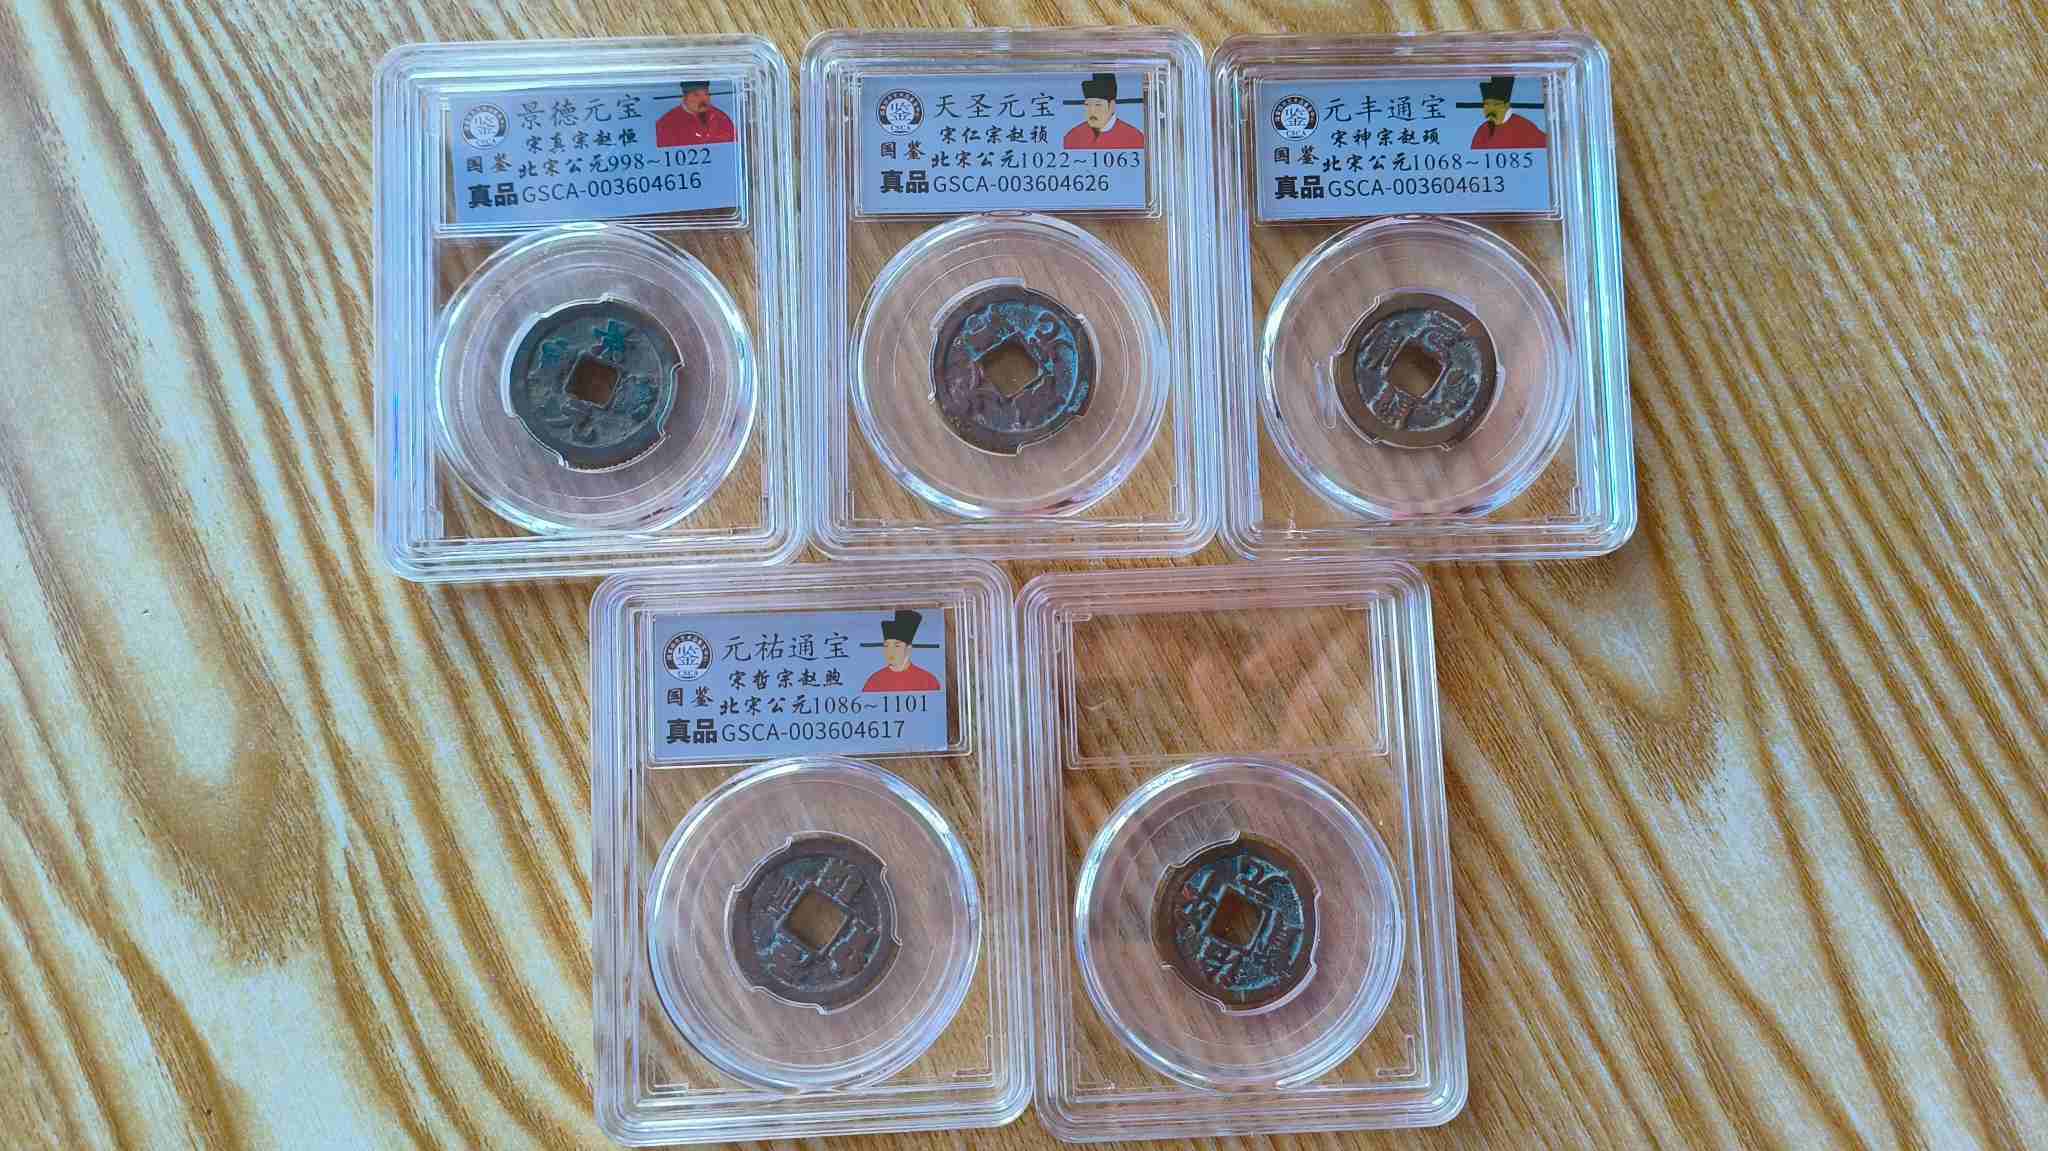 景德元宝
宋真宗赵恒
国鉴 北宋公元998~1022
真品 GSCA-003604616
天圣元宝
宋仁宗赵祯
国鉴 北宋公元1022~1063
真品 GSCA-003604626
元丰通宝
宋神宗赵顼
国鉴 北宋公元1068~1085
真品 GSCA-003604613
元祐通宝
宋哲宗赵煦
国鉴 北宋公元1086~1101
真品 GSCA-003604617